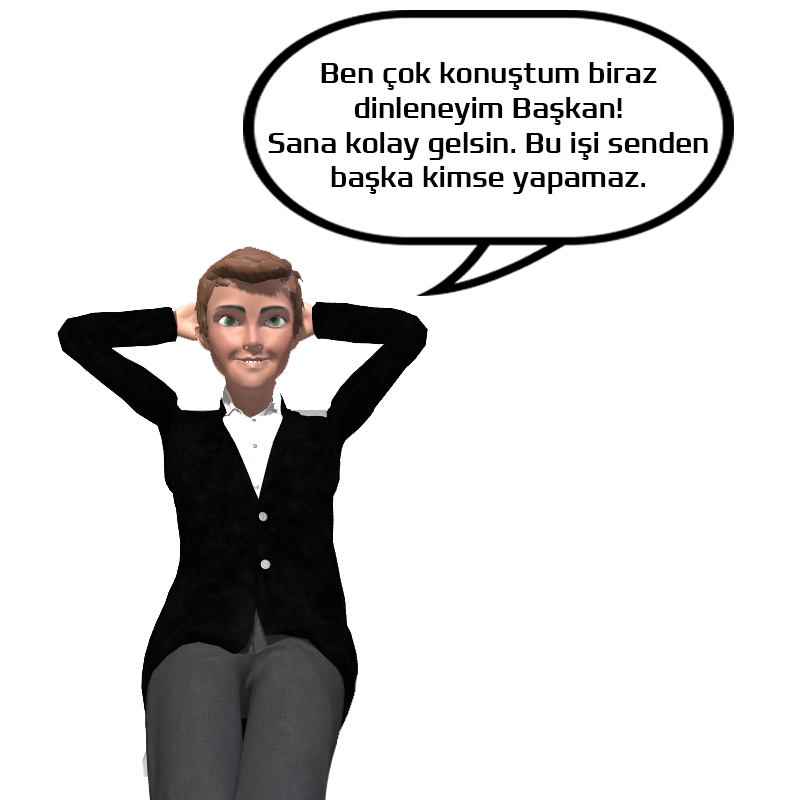 Ben çok konuştum biraz
dinleneyim Başkan!
Sana kolay gelsin. Bu işi senden
başka kimse yapamaz.